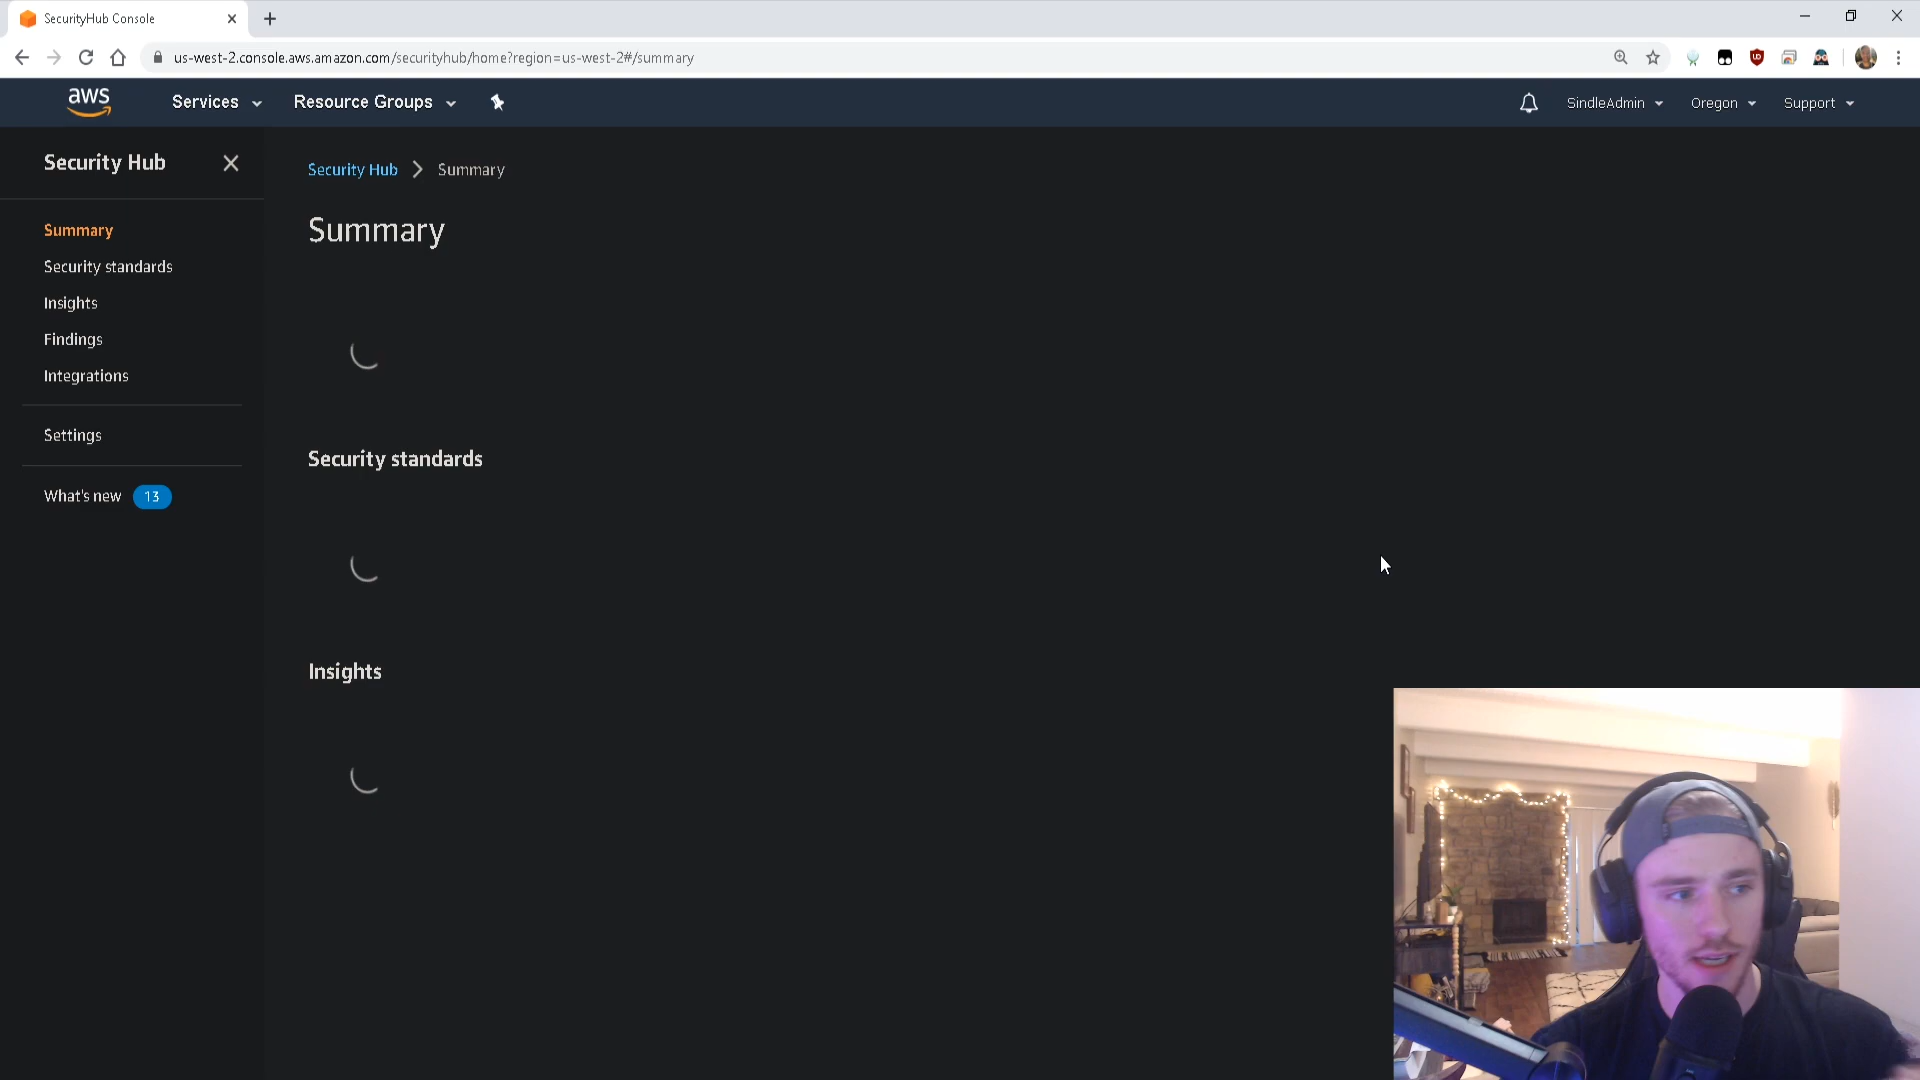 SecurityHub Console
us-west-2.console.aws.amazon.com/securityhub/home?region=us-west-2#/summary
aws
Services
Resource Groups
SindleAdmin
Oregon
Support
Security Hub
Summary
Security standards
Insights
Findings
Integrations
Settings
What's new 13
Security Hub > Summary
Summary
Security standards
Insights